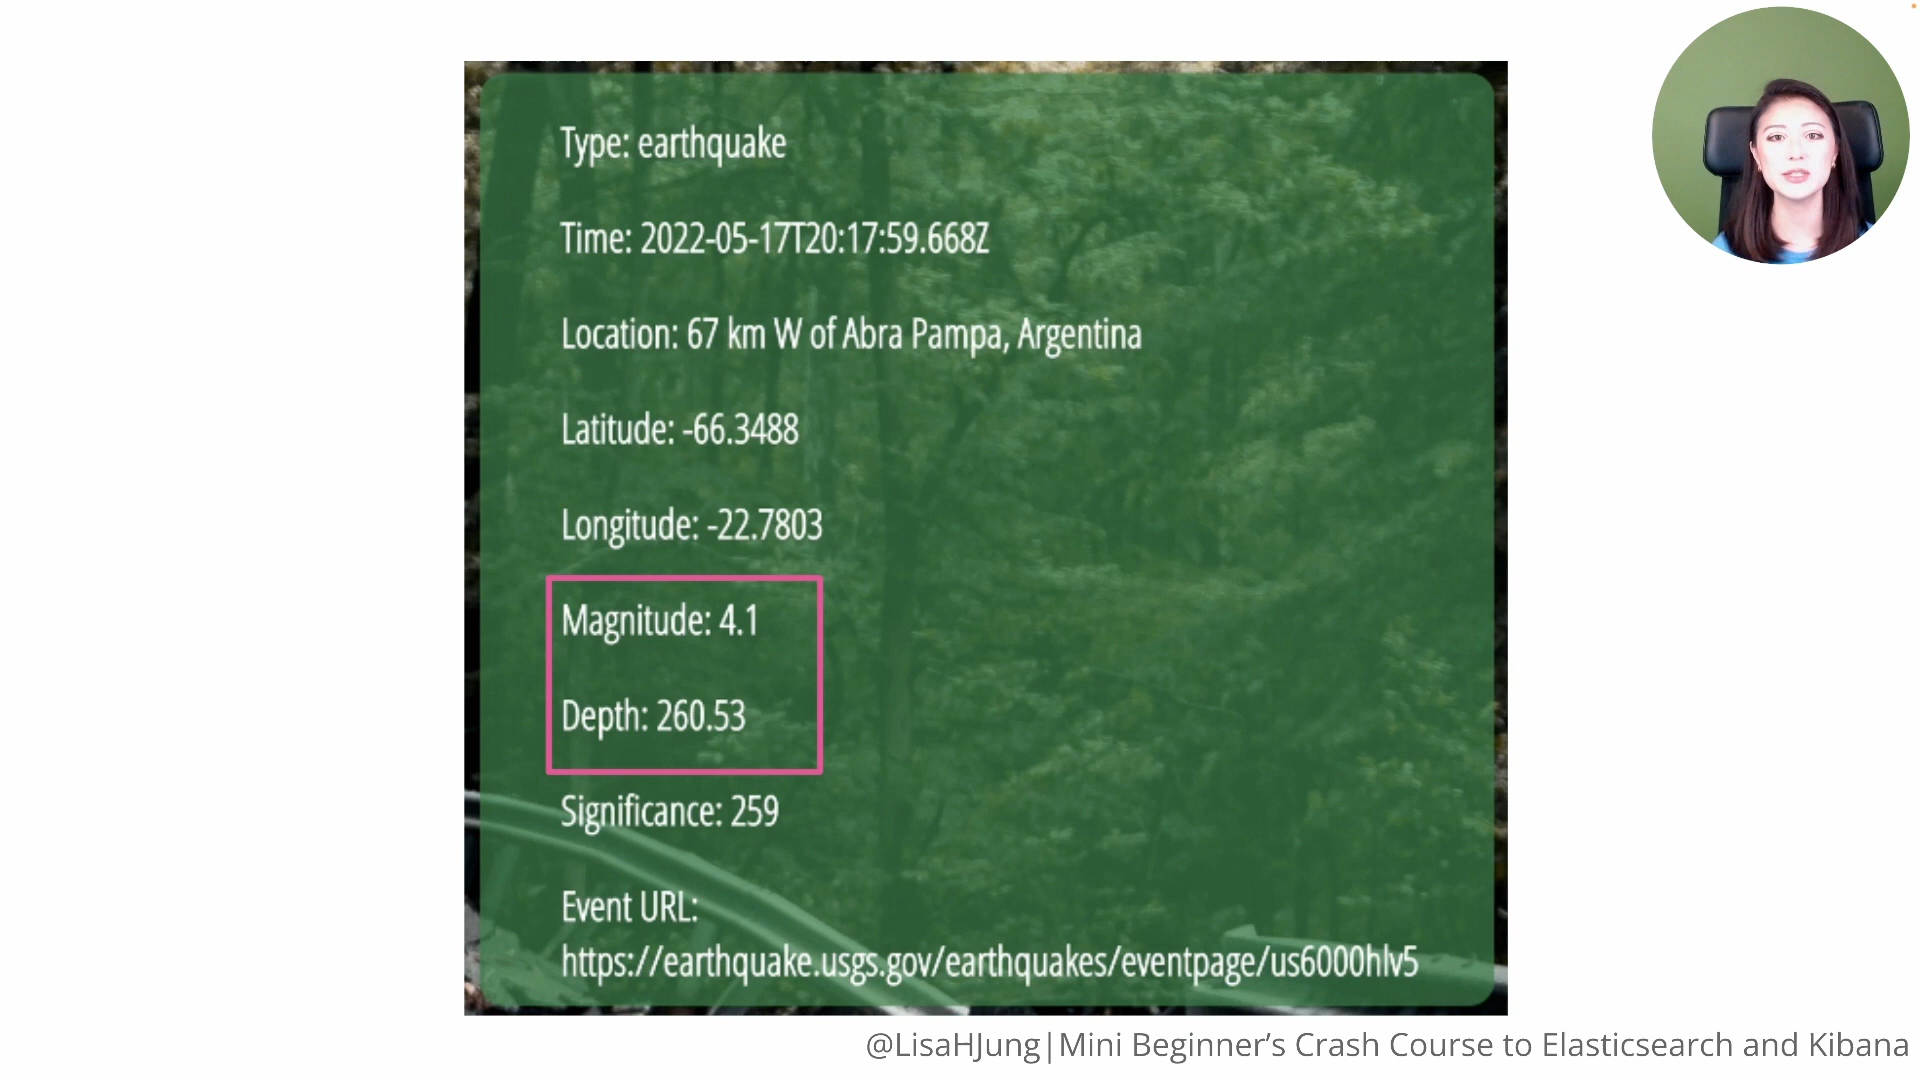 Type: earthquake
Time: 2022-05-17T20:17:59.668Z
Location: 67 km W of Abra Pampa, Argentina
Latitude: -66.3488
Longitude: -22.7803
Magnitude: 4.1
Depth: 260.53
Significance: 259
Event URL:
https://earthquake.usgs.gov/earthquakes/eventpage/us6000hlv5
@LisaHJung|Mini Beginner’s Crash Course to Elasticsearch and Kibana